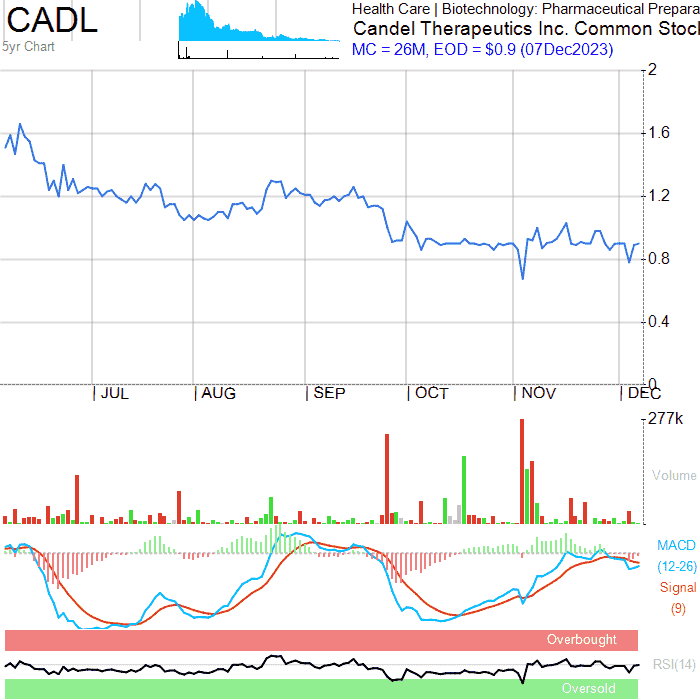 CADL
5yr Chart
Health Care | Biotechnology: Pharmaceutical Prepara
Candel Therapeutics Inc. Common Stoc
MC = 26M, EOD = $0.9 (07Dec2023)
2
1.6
1.2
0.8
0.4
0
JUL AUG SEP OCT NOV DEC
277k
Volume
MACD
(12-26)
Signal
(9)
Overbought
RSI(14)
Oversold